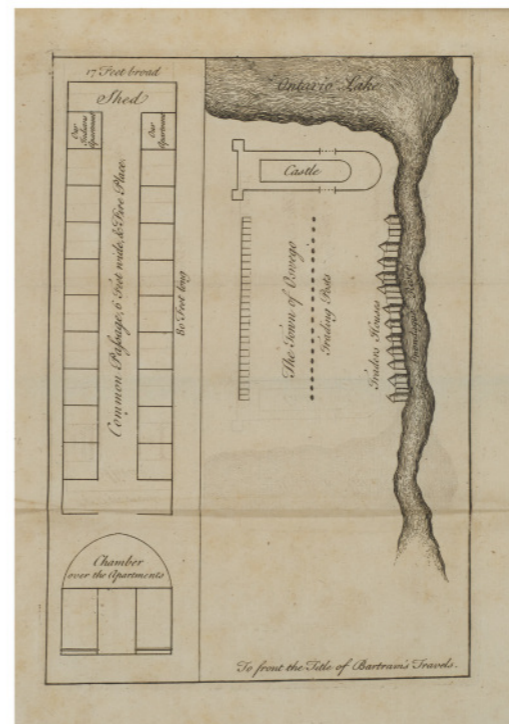 17 Feet broad
Shed
Our
Indians
Apartment
Our
Apartment
Common Passage, 6 Feet wide, & Fire Place.
80 Feet long
Chamber
over the Apartments
Ontario Lake
Castle
The Town of Oswego
Trading Posts
Traders Houses
River
To front the Title of Bartram's Travels.